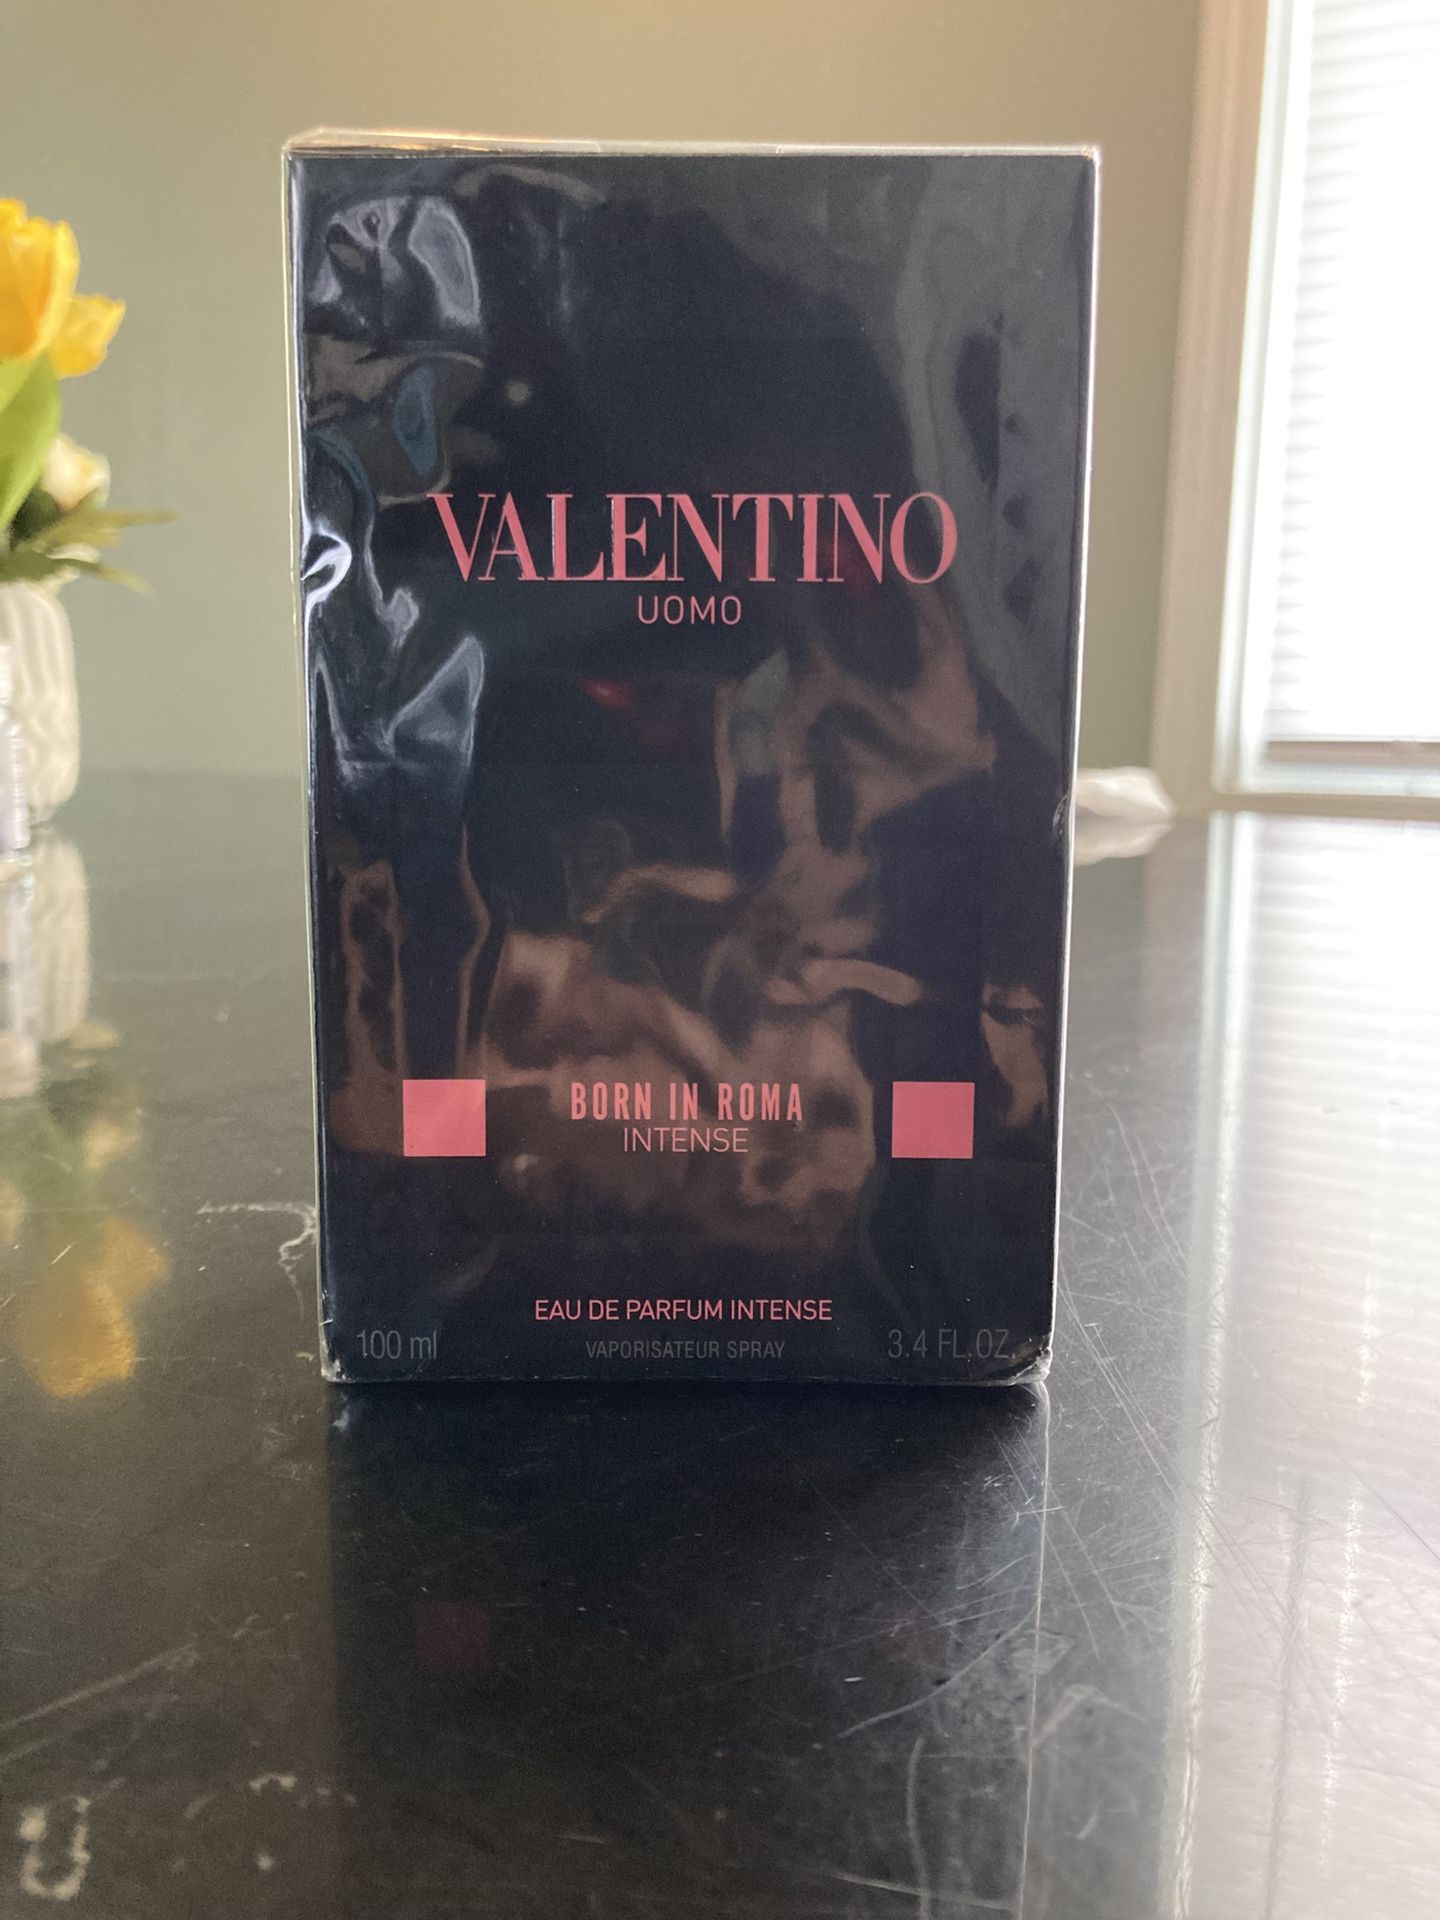 VALENTINO
UOMO
BORN IN ROMA
INTENSE
EAU DE PARFUM INTENSE
100 ml VAPORISATEUR SPRAY 3.4 FL.OZ.